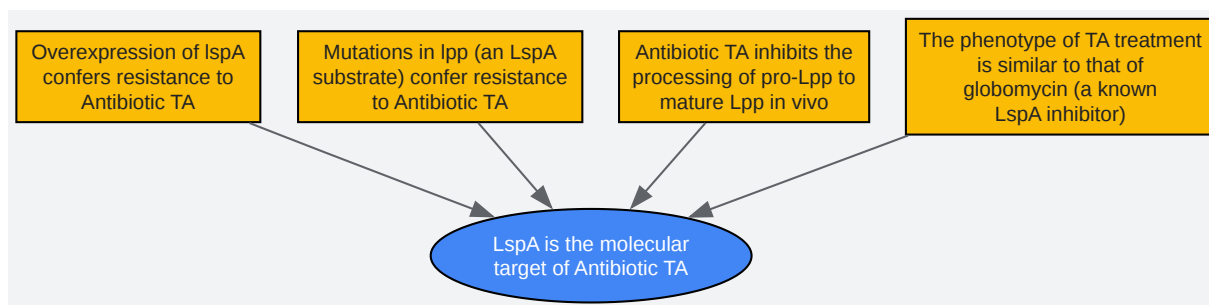 Overexpression of lspA
confers resistance to
Antibiotic TA
Mutations in lpp (an LspA
substrate) confer resistance
to Antibiotic TA
Antibiotic TA inhibits the
processing of pro-Lpp to
mature Lpp in vivo
The phenotype of TA treatment
is similar to that of
globomycin (a known
LspA inhibitor)
LspA is the molecular
target of Antibiotic TA